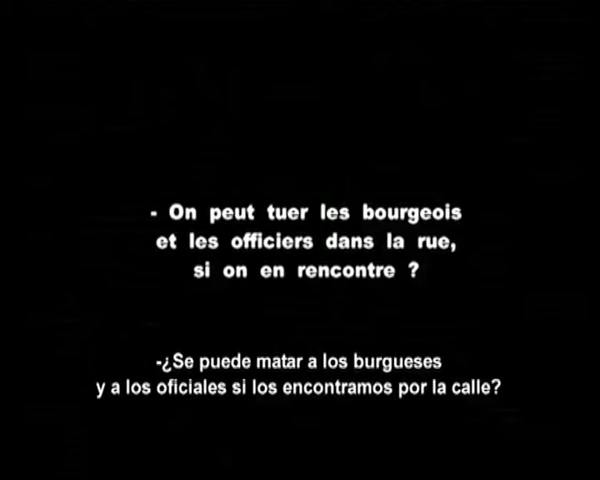 - On peut tuer les bourgeois
et les officiers dans la rue,
si on en rencontre ?
-¿Se puede matar a los burgueses
y a los oficiales si los encontramos por la calle?